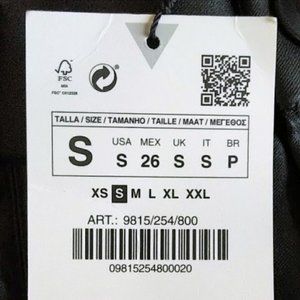 FSC
MIX
TALLA / SIZE / TAMANHO / TAILLE / MAAT / ΜΕΓΕΘΟΣ
S
USA MEX UK IT BR
S 26 S S P
XS S M L XL XXL
ART.: 9815/254/800
09815254800020